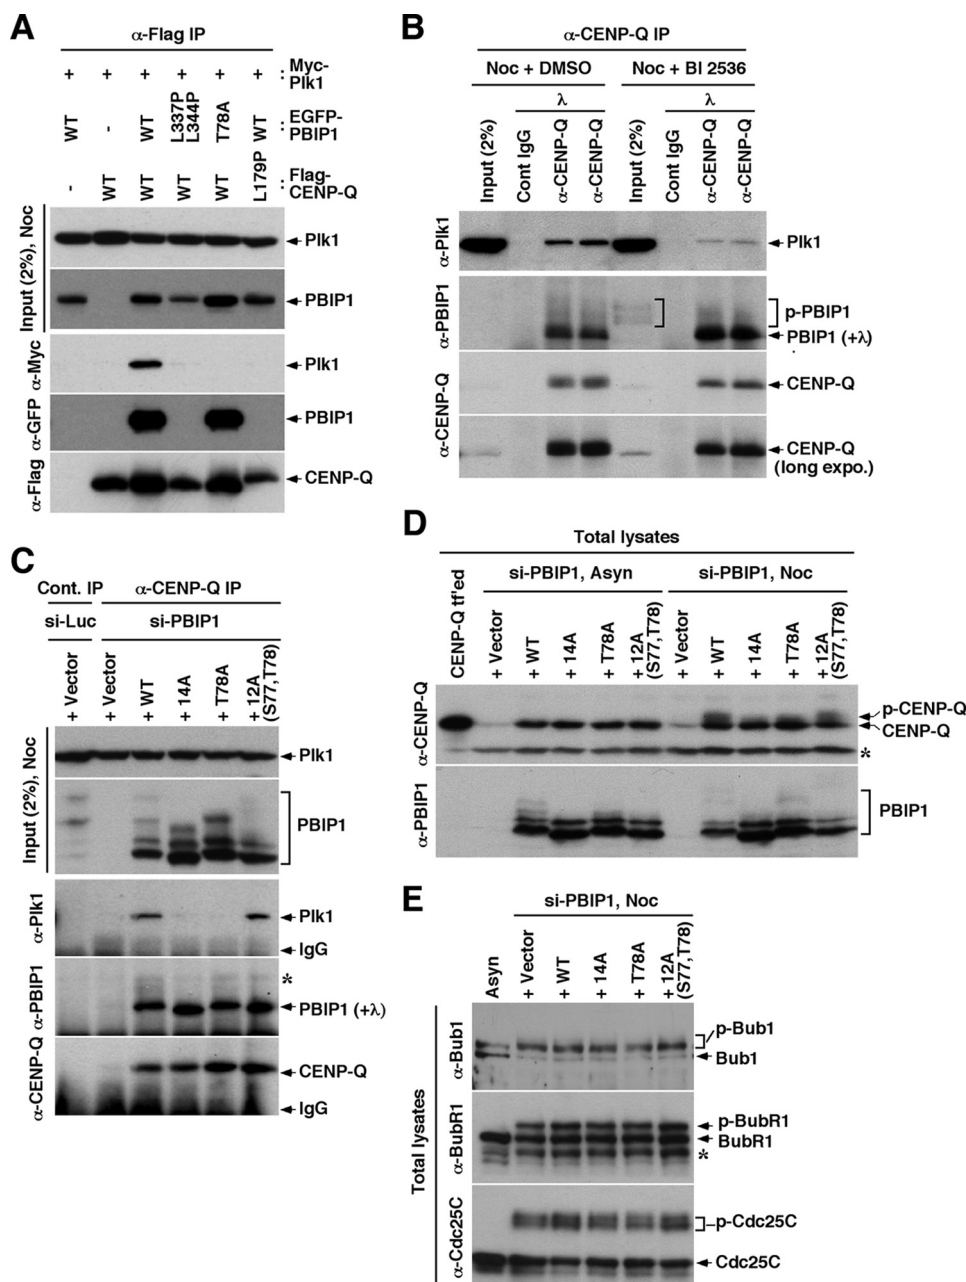 A
α-Flag IP
+ + + + + + : Myc-Plk1
WT - WT L337P L344P T78A WT : EGFP-PBIP1
- WT WT WT WT L179P : Flag-CENP-Q
Input (2%), Noc
Plk1
PBIP1
α-Myc
Plk1
α-GFP
PBIP1
α-Flag
CENP-Q
B
α-CENP-Q IP
Noc + DMSO Noc + BI 2536
λ λ
Input (2%) Cont IgG α-CENP-Q α-CENP-Q Input (2%) Cont IgG α-CENP-Q α-CENP-Q
α-Plk1
Plk1
α-PBIP1
p-PBIP1
PBIP1 (+λ)
α-CENP-Q
CENP-Q
CENP-Q
(long expo.)
C
Cont. IP α-CENP-Q IP
si-Luc si-PBIP1
+ Vector + Vector + WT + 14A + T78A + 12A (S77,T78)
Input (2%), Noc
Plk1
PBIP1
α-Plk1
Plk1
IgG
α-PBIP1
*
PBIP1 (+λ)
α-CENP-Q
CENP-Q
IgG
D
Total lysates
si-PBIP1, Asyn si-PBIP1, Noc
CENP-Q tf'ed + Vector + WT + 14A + T78A + 12A (S77,T78) + Vector + WT + 14A + T78A + 12A (S77,T78)
α-CENP-Q
p-CENP-Q
CENP-Q
*
α-PBIP1
PBIP1
E
si-PBIP1, Noc
Asyn + Vector + WT + 14A + T78A + 12A (S77,T78)
Total lysates
α-Bub1
p-Bub1
Bub1
α-BubR1
p-BubR1
BubR1
*
α-Cdc25C
p-Cdc25C
Cdc25C